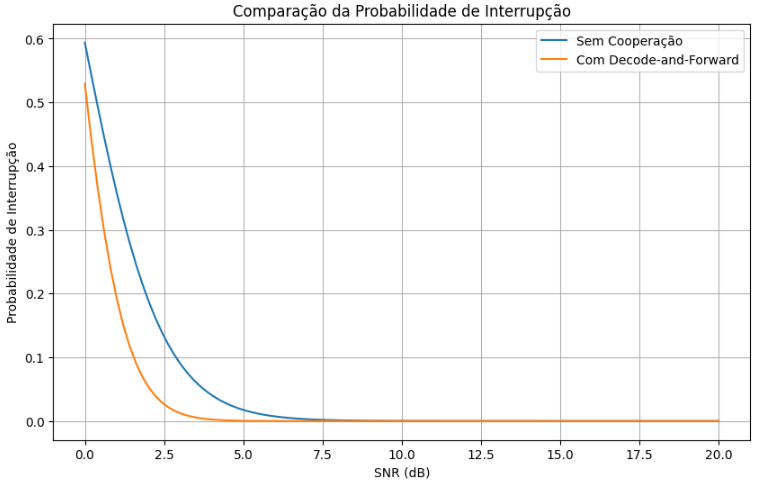 Comparação da Probabilidade de Interrupção
Sem Cooperação
Com Decode-and-Forward
Probabilidade de Interrupção
0.6
0.5
0.4
0.3
0.2
0.1
0.0
0.0 2.5 5.0 7.5 10.0 12.5 15.0 17.5 20.0
SNR (dB)